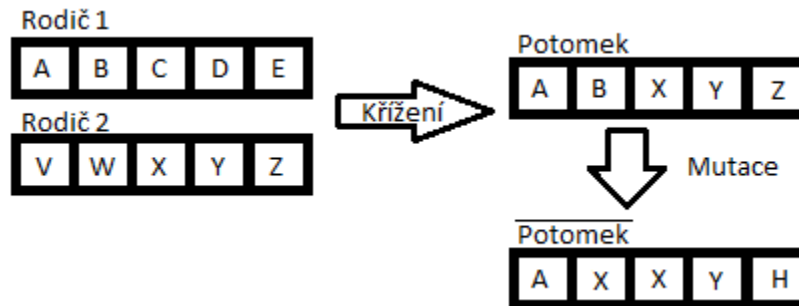 Rodič 1
A B C D E
Rodič 2
V W X Y Z
Křížení
Potomek
A B X Y Z
Mutace
Potomek
A X X Y H